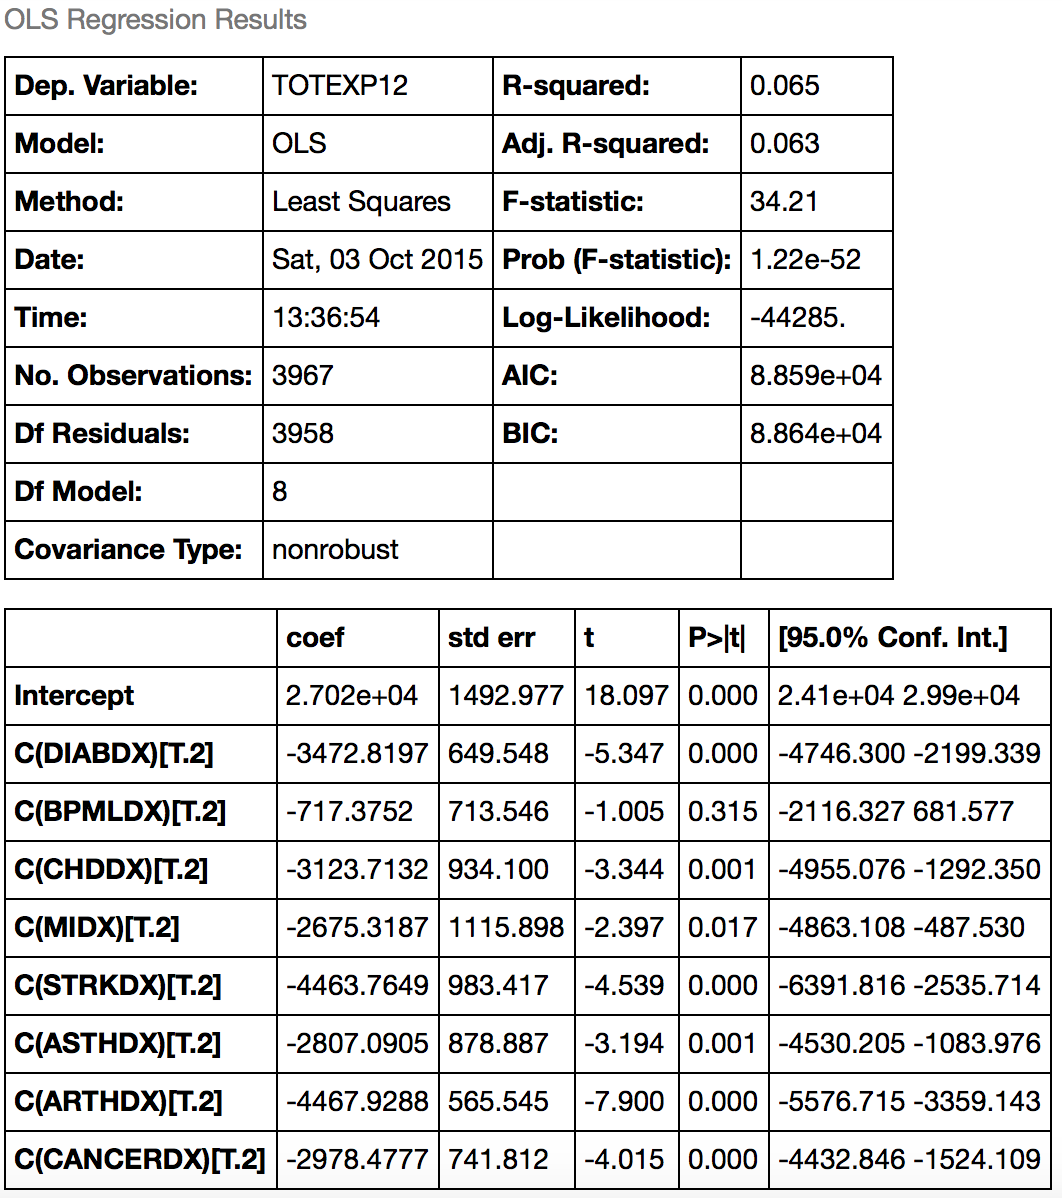 OLS Regression Results
Dep. Variable: TOTEXP12 R-squared: 0.065
Model: OLS Adj. R-squared: 0.063
Method: Least Squares F-statistic: 34.21
Date: Sat, 03 Oct 2015 Prob (F-statistic): 1.22e-52
Time: 13:36:54 Log-Likelihood: -44285.
No. Observations: 3967 AIC: 8.859e+04
Df Residuals: 3958 BIC: 8.864e+04
Df Model: 8
Covariance Type: nonrobust
coef std err t P>|t| [95.0% Conf. Int.]
Intercept 2.702e+04 1492.977 18.097 0.000 2.41e+04 2.99e+04
C(DIABDX)[T.2] -3472.8197 649.548 -5.347 0.000 -4746.300 -2199.339
C(BPMLDX)[T.2] -717.3752 713.546 -1.005 0.315 -2116.327 681.577
C(CHDDX)[T.2] -3123.7132 934.100 -3.344 0.001 -4955.076 -1292.350
C(MIDX)[T.2] -2675.3187 1115.898 -2.397 0.017 -4863.108 -487.530
C(STRKDX)[T.2] -4463.7649 983.417 -4.539 0.000 -6391.816 -2535.714
C(ASTHDX)[T.2] -2807.0905 878.887 -3.194 0.001 -4530.205 -1083.976
C(ARTHDX)[T.2] -4467.9288 565.545 -7.900 0.000 -5576.715 -3359.143
C(CANCERDX)[T.2] -2978.4777 741.812 -4.015 0.000 -4432.846 -1524.109